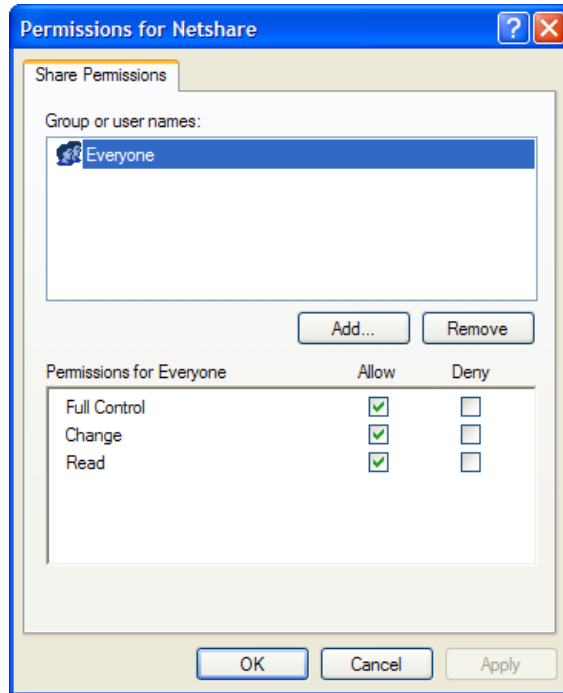 Permissions for Netshare
Share Permissions
Group or user names:
Everyone
Add... Remove
Permissions for Everyone Allow Deny
Full Control
Change
Read
OK Cancel Apply